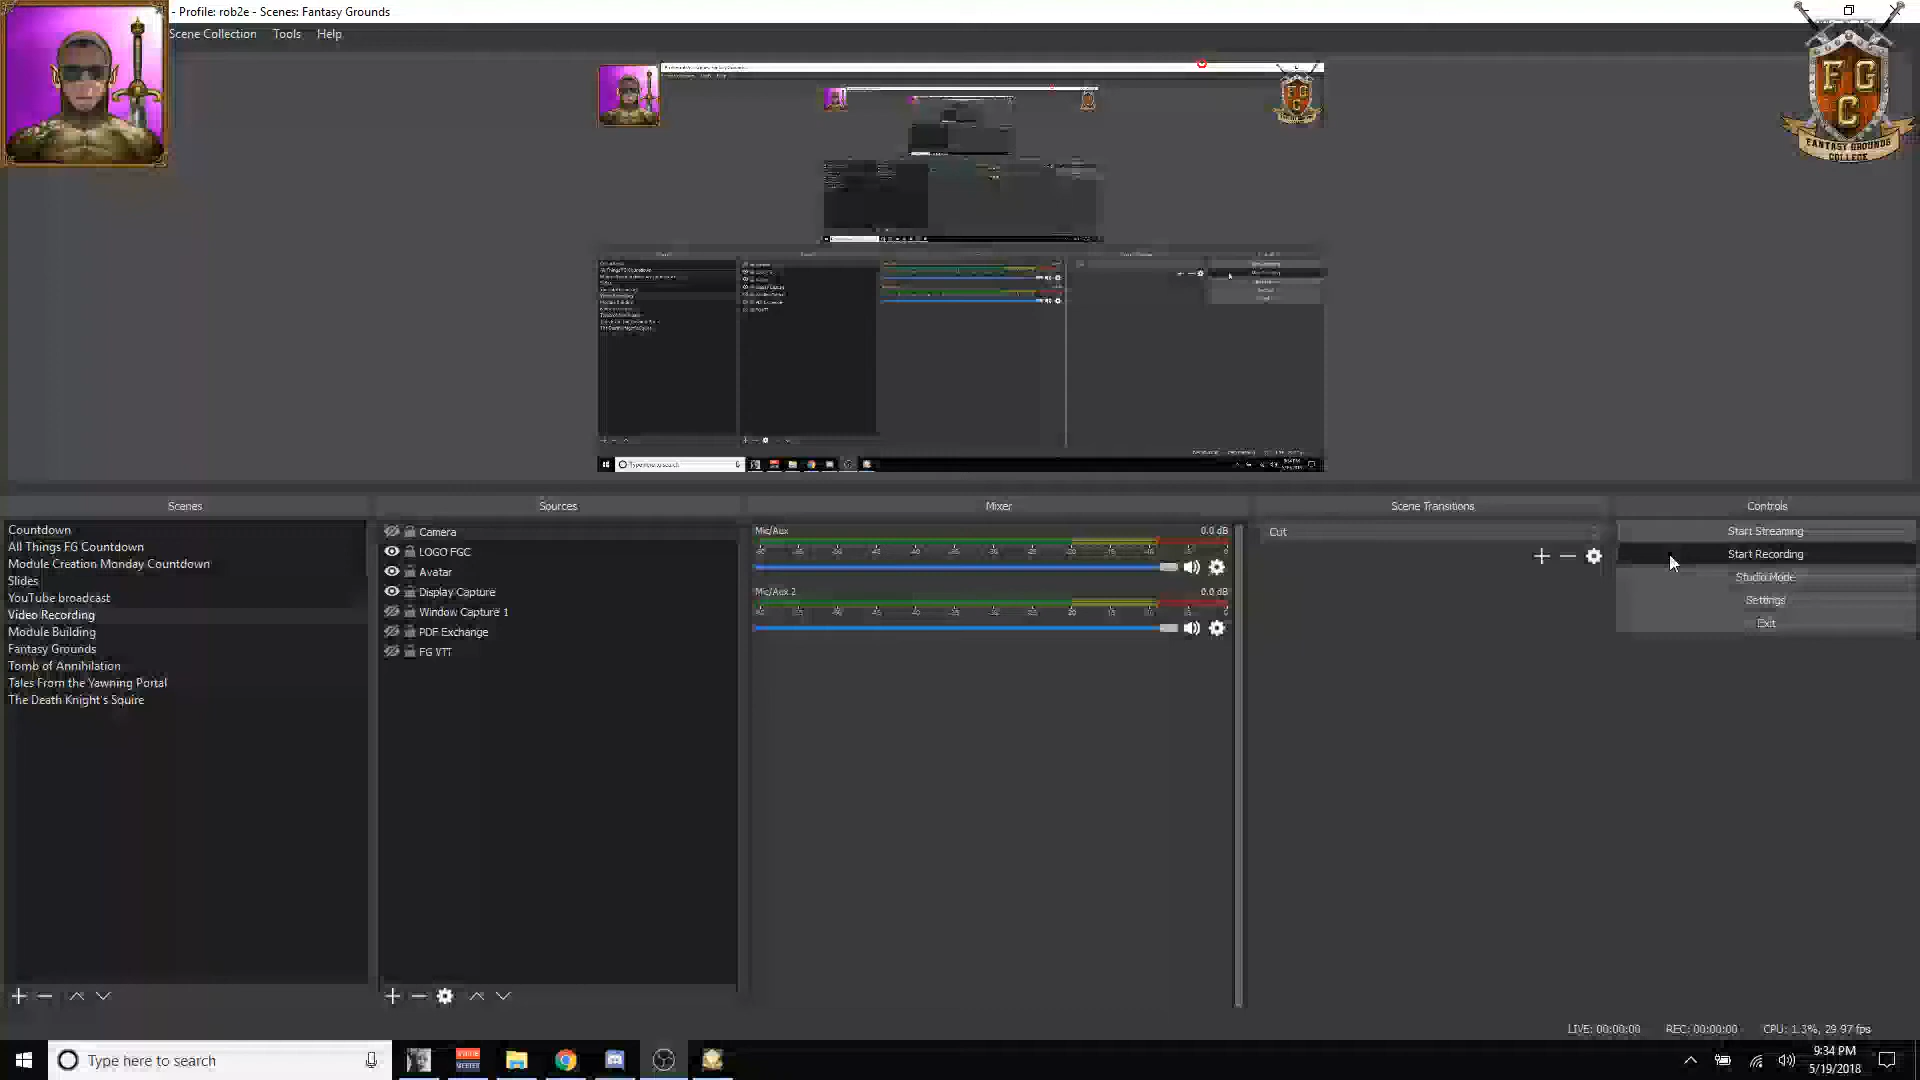 - Profile: rob2e - Scenes: Fantasy Grounds
Scene Collection Tools Help
FG
C
FANTASY GROUNDS
COLLEGE
Scenes
Countdown
All Things FG Countdown
Module Creation Monday Countdown
Slides
YouTube broadcast
Video Recording
Module Building
Fantasy Grounds
Tomb of Annihilation
Tales From the Yawning Portal
The Death Knight's Squire
Sources
Camera
LOGO FGC
Avatar
Display Capture
Window Capture 1
PDF Exchange
FG VTT
Mixer
Mic/Aux 0.0 dB
Mic/Aux 2 0.0 dB
Scene Transitions
Cut
Controls
Start Streaming
Start Recording
Studio Mode
Settings
Exit
LIVE: 00:00:00 REC: 00:00:00 CPU: 1.3%, 29.97 fps
Type here to search
9:34 PM
5/19/2018